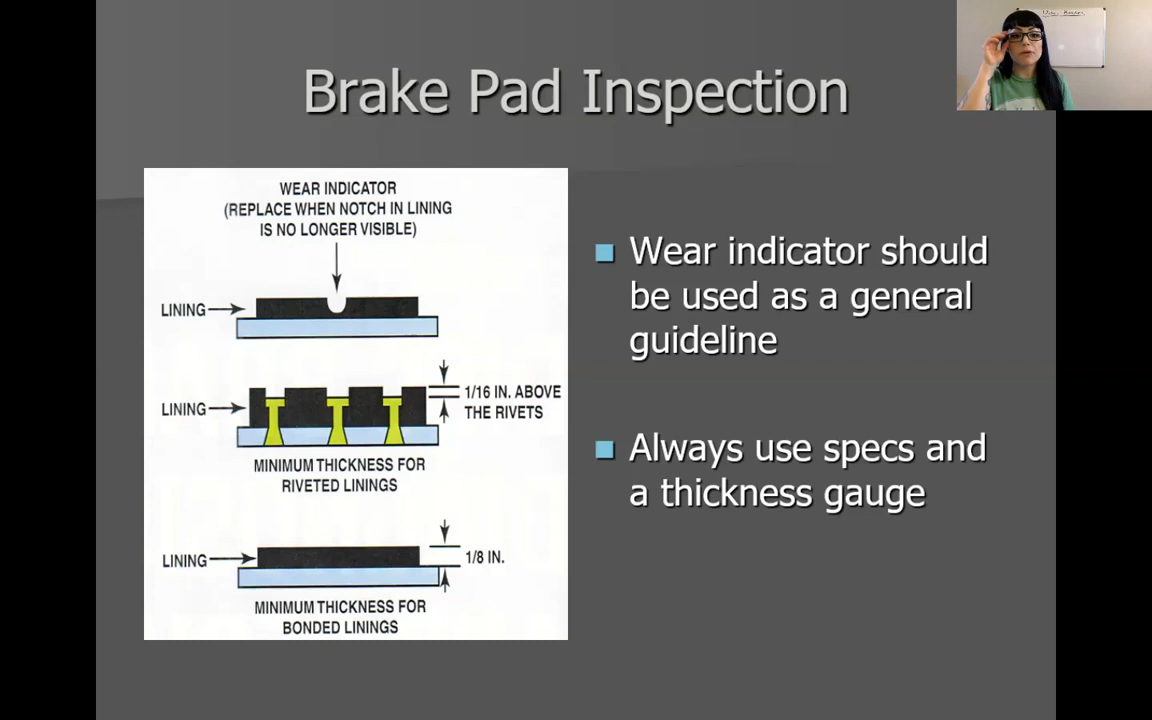 Brake Pad Inspection
WEAR INDICATOR
(REPLACE WHEN NOTCH IN LINING
IS NO LONGER VISIBLE)
LINING
LINING
1/16 IN. ABOVE
THE RIVETS
MINIMUM THICKNESS FOR
RIVETED LININGS
LINING
1/8 IN.
MINIMUM THICKNESS FOR
BONDED LININGS
Wear indicator should
be used as a general
guideline
Always use specs and
a thickness gauge